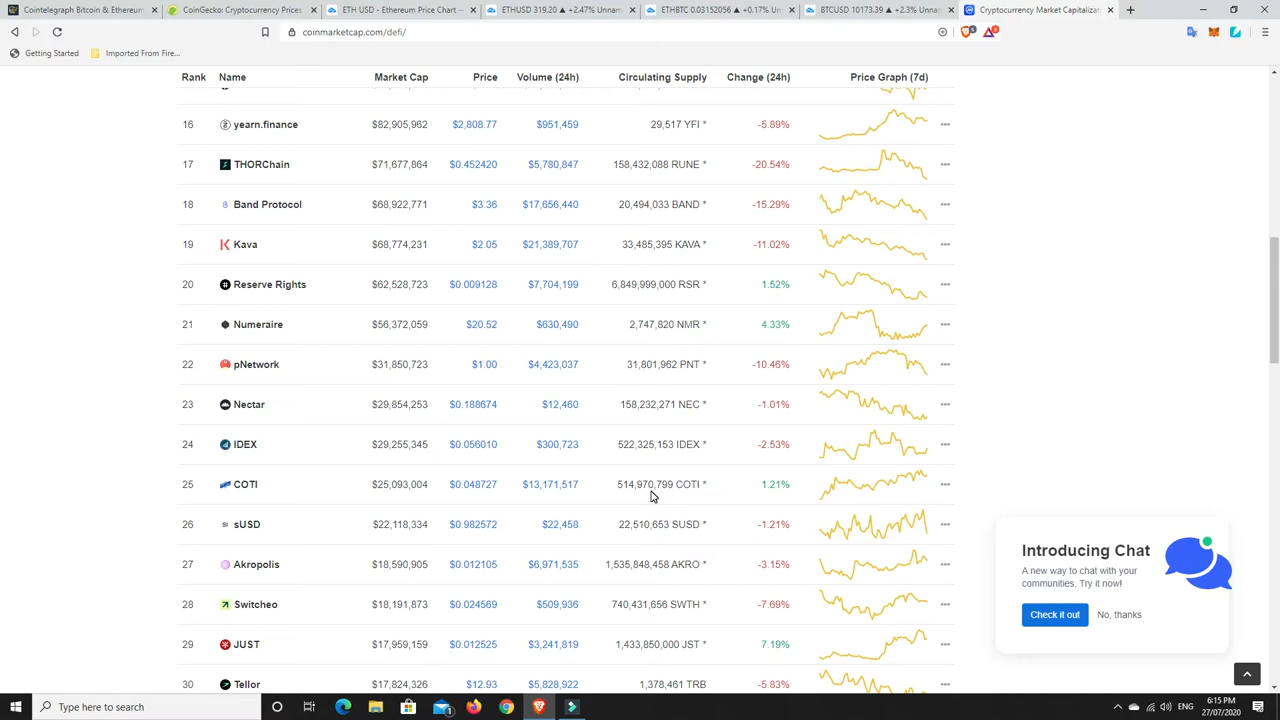 Cointelegraph Bitcoin & Ethereum
CoinGecko: Cryptocurrency Prices
ETH USD - Ethereum Price Chart —
ETHUSD 319.20 ▲ +2.47% Unnam
ETHBTC 0.03152056 ▲ +0.17% Unn
BTCUSD 10173.39 ▲ +2.3% Unnam
Cryptocurrency Market Capitalizat
coinmarketcap.com/defi/
Getting Started
Imported From Fire...
Rank Name Market Cap Price Volume (24h) Circulating Supply Change (24h) Price Graph (7d)
yearn.finance $82,905,962 $2,808.77 $951,459 29,517 YFI * -5.89%
17 THORChain $71,677,864 $0.452420 $5,780,847 158,432,088 RUNE * -20.54%
18 Band Protocol $68,922,771 $3.36 $17,656,440 20,494,033 BAND * -15.29%
19 Kava $68,774,231 $2.05 $21,389,707 33,485,395 KAVA * -11.02%
20 Reserve Rights $62,528,723 $0.009128 $7,704,199 6,849,999,000 RSR * 1.52%
21 Numeraire $56,372,059 $20.52 $630,490 2,747,820 NMR * 4.33%
22 pNetwork $31,850,723 $1.00 $4,423,037 31,801,962 PNT * -10.46%
23 Nectar $29,854,253 $0.188674 $12,460 158,232,271 NEC * -1.01%
24 IDEX $29,255,345 $0.056010 $300,723 522,325,153 IDEX * -2.53%
25 COTI $25,093,004 $0.048727 $13,171,517 514,970,799 COTI * 1.21%
26 sUSD $22,118,334 $0.982572 $22,458 22,510,653 SUSD * -1.21%
27 Akropolis $18,590,905 $0.012105 $6,971,535 1,535,848,458 AKRO * -3.15%
28 Switcheo $18,191,873 $0.024569 $509,936 740,431,656 SWTH * -7.69%
29 JUST $17,959,159 $0.012525 $3,241,819 1,433,850,000 JST * 7.19%
30 Tellor $17,824,326 $12.93 $5,628,922 1,378,461 TRB -5.83%
Introducing Chat
A new way to chat with your
communities. Try it now!
Check it out No, thanks
Type here to search
ENG
6:15 PM
27/07/2020